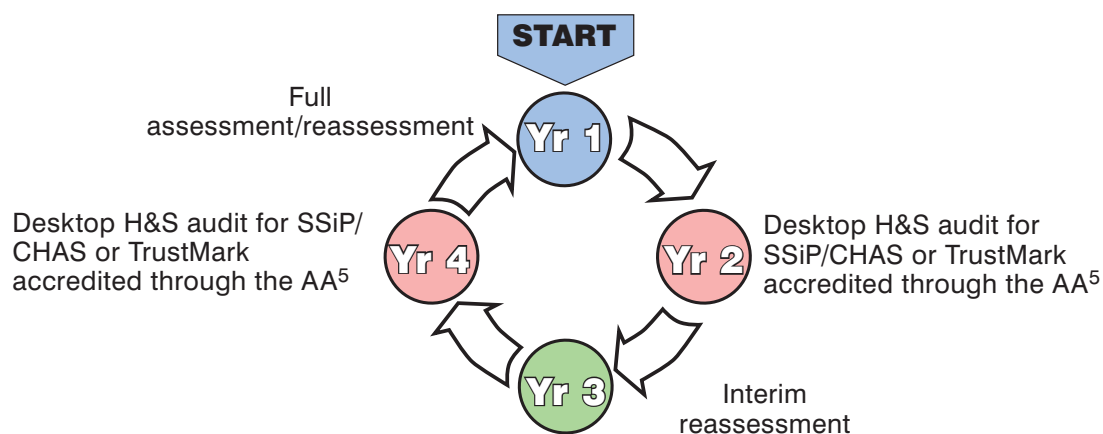 START
Full
assessment/reassessment
Yr 1
Desktop H&S audit for SSiP/
CHAS or TrustMark
accredited through the AA⁵
Yr 4
Yr 2
Desktop H&S audit for
SSiP/CHAS or TrustMark
accredited through the AA⁵
Yr 3
Interim
reassessment